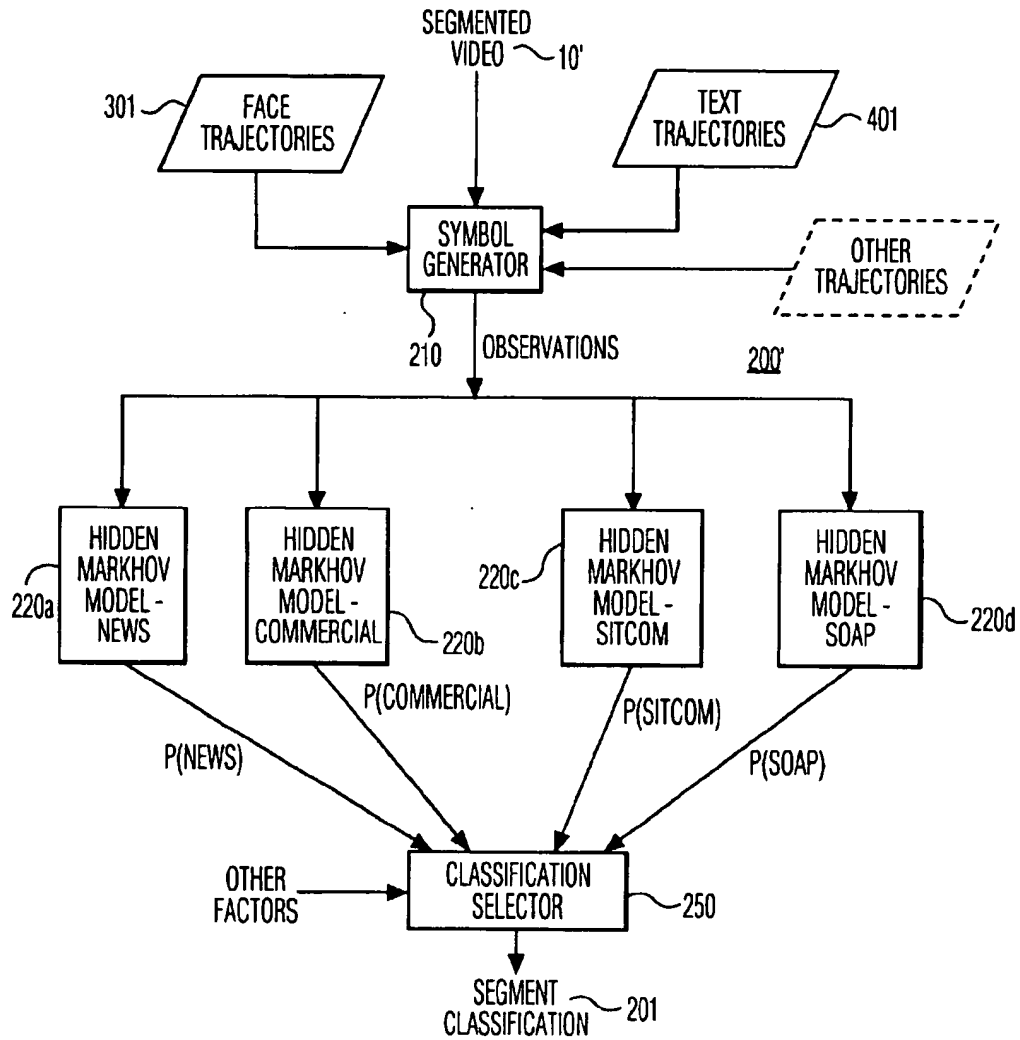 SEGMENTED
VIDEO
10'
301
FACE
TRAJECTORIES
TEXT
TRAJECTORIES
401
SYMBOL
GENERATOR
OTHER
TRAJECTORIES
210
OBSERVATIONS
200'
HIDDEN
MARKHOV
MODEL-
NEWS
220a
HIDDEN
MARKHOV
MODEL-
COMMERCIAL
220b
HIDDEN
MARKHOV
MODEL-
SITCOM
220c
HIDDEN
MARKHOV
MODEL-
SOAP
220d
P(NEWS)
P(COMMERCIAL)
P(SITCOM)
P(SOAP)
OTHER
FACTORS
CLASSIFICATION
SELECTOR
250
SEGMENT
CLASSIFICATION
201